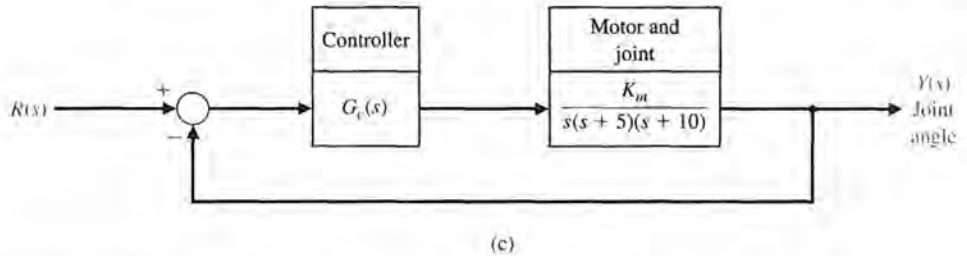 Controller
Motor and
joint
R(s)
+
−
G_c(s)
K_m
s(s + 5)(s + 10)
Y(s)
Joint
angle
(c)